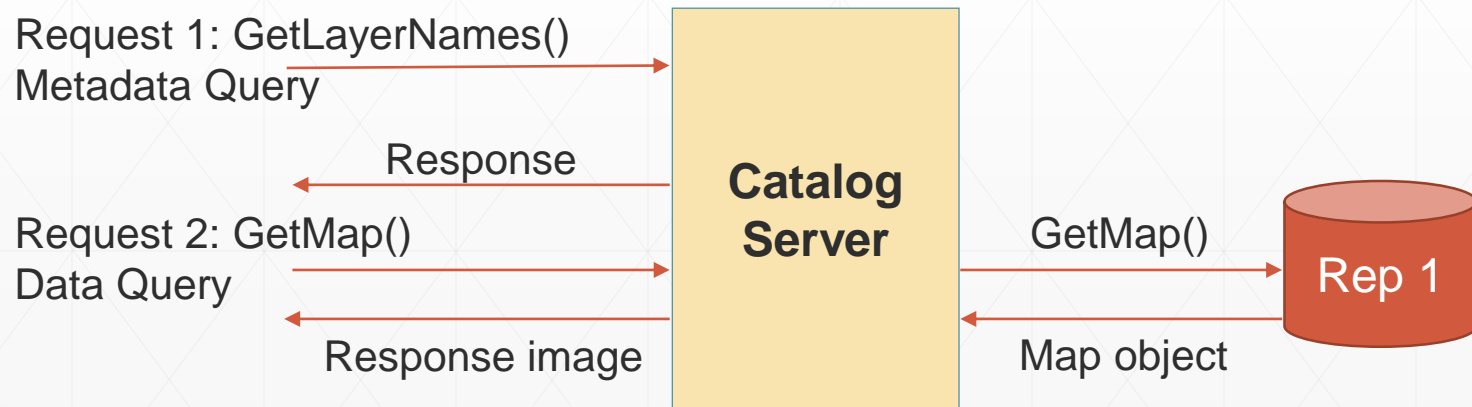 Request 1: GetLayerNames()
Metadata Query
Response
Request 2: GetMap()
Data Query
Response image
Catalog
Server
GetMap()
Map object
Rep 1